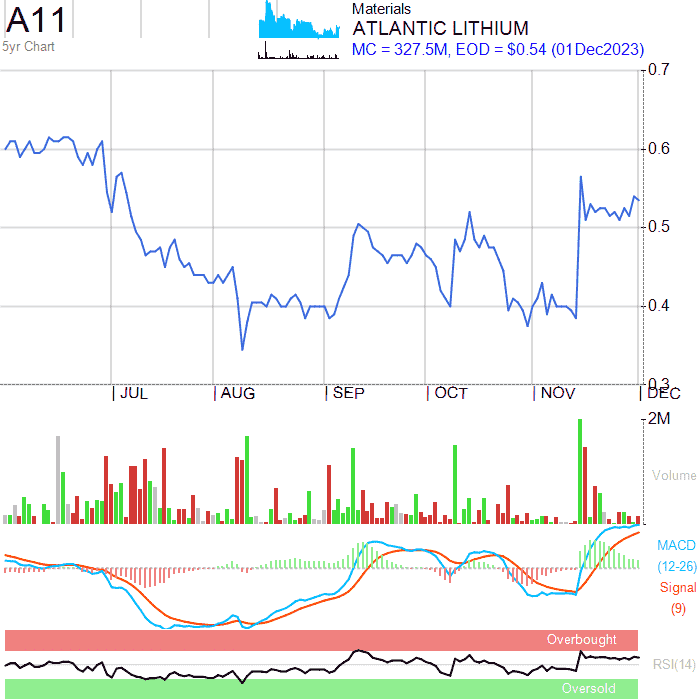 A11
5yr Chart
Materials
ATLANTIC LITHIUM
MC = 327.5M, EOD = $0.54 (01Dec2023)
0.7
0.6
0.5
0.4
0.3
JUL AUG SEP OCT NOV DEC
2M
Volume
MACD
(12-26)
Signal
(9)
Overbought
RSI(14)
Oversold